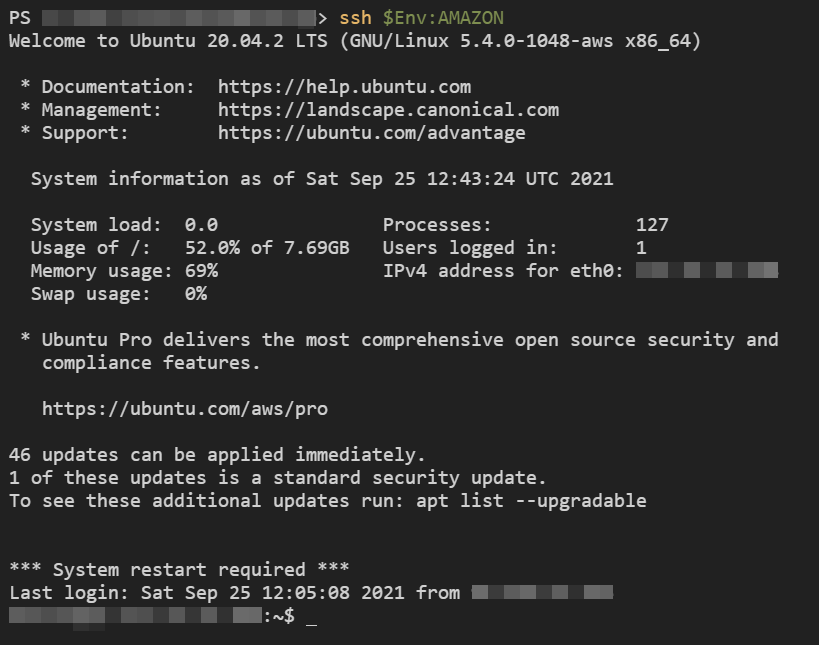 PS > ssh $Env:AMAZON
Welcome to Ubuntu 20.04.2 LTS (GNU/Linux 5.4.0-1048-aws x86_64)
* Documentation: https://help.ubuntu.com
* Management: https://landscape.canonical.com
* Support: https://ubuntu.com/advantage
System information as of Sat Sep 25 12:43:24 UTC 2021
System load: 0.0 Processes: 127
Usage of /: 52.0% of 7.69GB Users logged in: 1
Memory usage: 69% IPv4 address for eth0:
Swap usage: 0%
* Ubuntu Pro delivers the most comprehensive open source security and
compliance features.
https://ubuntu.com/aws/pro
46 updates can be applied immediately.
1 of these updates is a standard security update.
To see these additional updates run: apt list --upgradable
*** System restart required ***
Last login: Sat Sep 25 12:05:08 2021 from
:~$ _